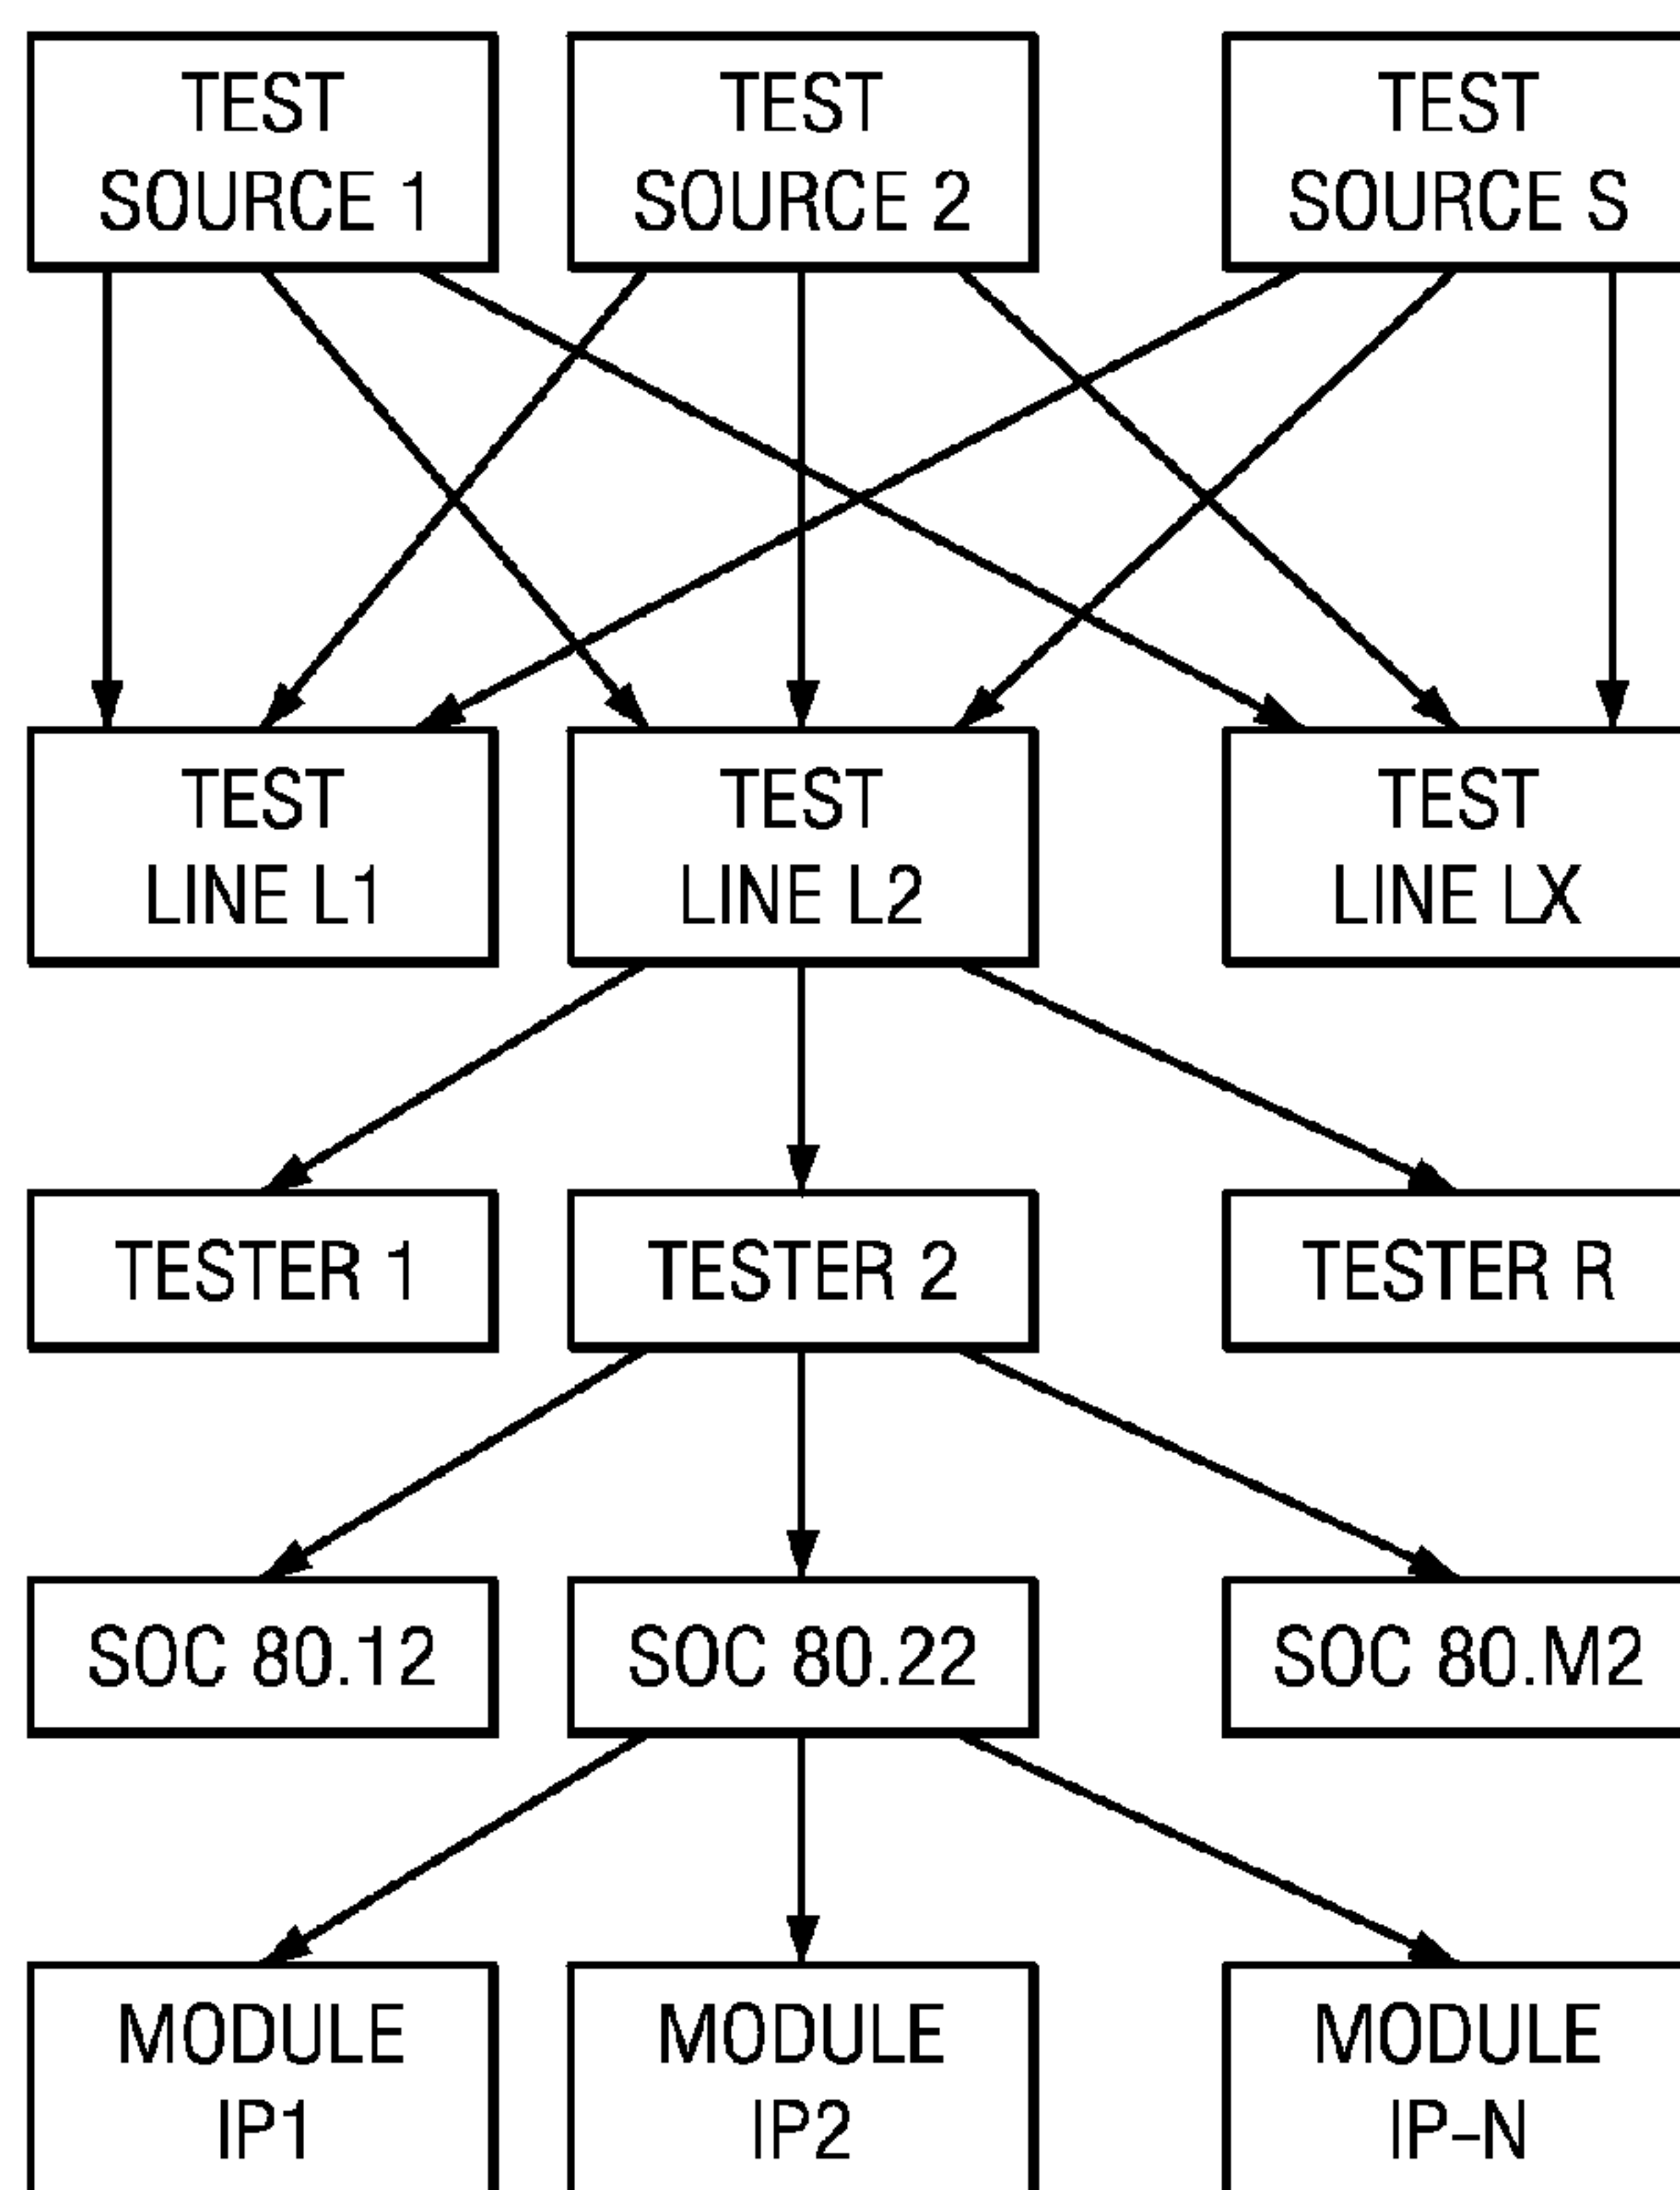 TEST
SOURCE 1
TEST
SOURCE 2
TEST
SOURCE S
TEST
LINE L1
TEST
LINE L2
TEST
LINE LX
TESTER 1
TESTER 2
TESTER R
SOC 80.12
SOC 80.22
SOC 80.M2
MODULE
IP1
MODULE
IP2
MODULE
IP-N